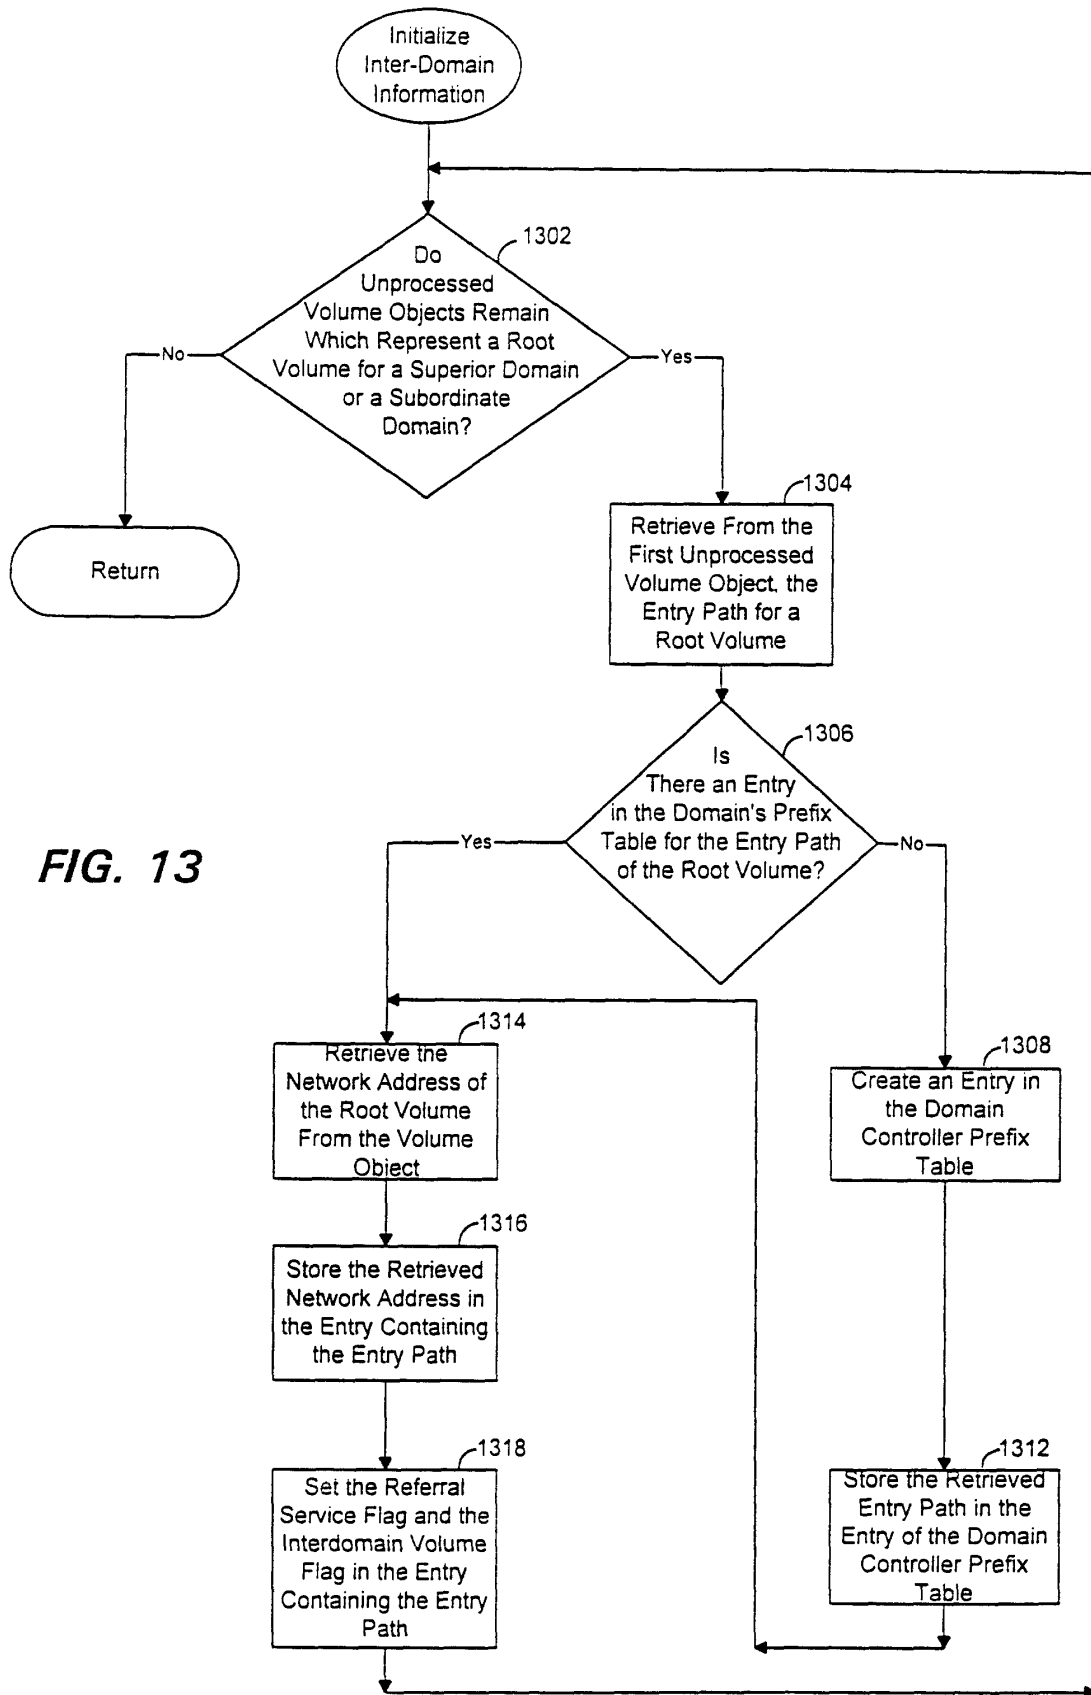 Initialize
Inter-Domain
Information
1302
Do
Unprocessed
Volume Objects Remain
Which Represent a Root
Volume for a Superior Domain
or a Subordinate
Domain?
No
Yes
Return
1304
Retrieve From the
First Unprocessed
Volume Object, the
Entry Path for a
Root Volume
1306
Is
There an Entry
in the Domain's Prefix
Table for the Entry Path
of the Root Volume?
Yes
No
FIG. 13
1314
Retrieve the
Network Address of
the Root Volume
From the Volume
Object
1308
Create an Entry in
the Domain
Controller Prefix
Table
1316
Store the Retrieved
Network Address in
the Entry Containing
the Entry Path
1318
Set the Referral
Service Flag and the
Interdomain Volume
Flag in the Entry
Containing the Entry
Path
1312
Store the Retrieved
Entry Path in the
Entry of the Domain
Controller Prefix
Table